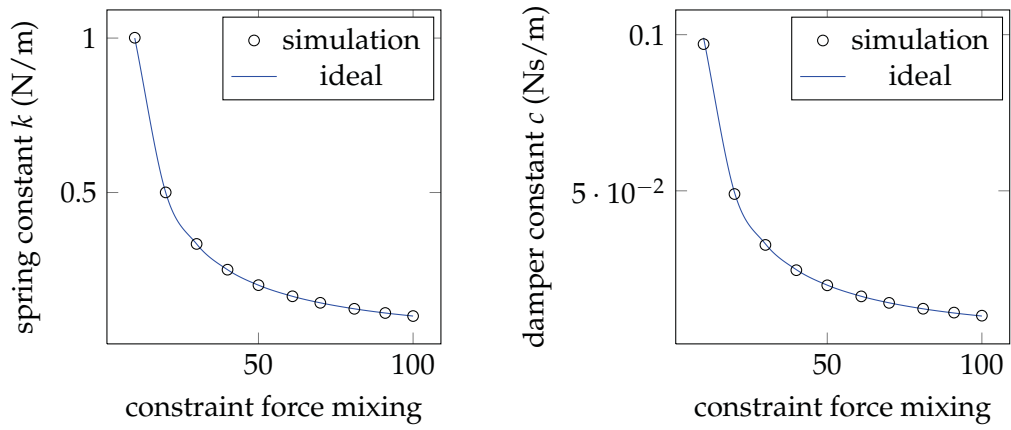 spring constant k (N/m)
1
0.5
simulation
ideal
50
100
constraint force mixing
damper constant c (Ns/m)
0.1
5 · 10⁻²
simulation
ideal
50
100
constraint force mixing